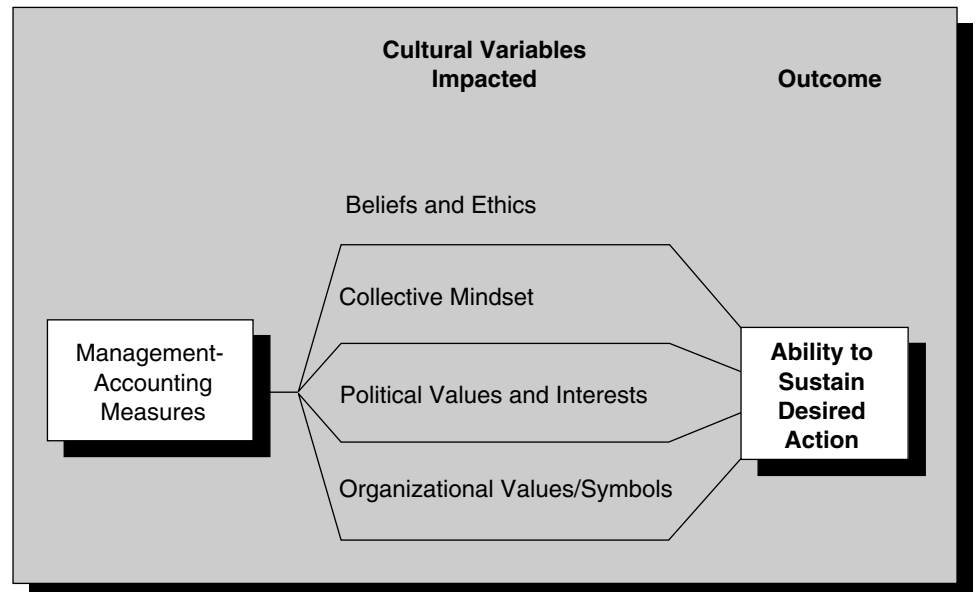 Cultural Variables
Impacted
Outcome
Beliefs and Ethics
Collective Mindset
Management-
Accounting
Measures
Political Values and Interests
Organizational Values/Symbols
Ability to
Sustain
Desired
Action